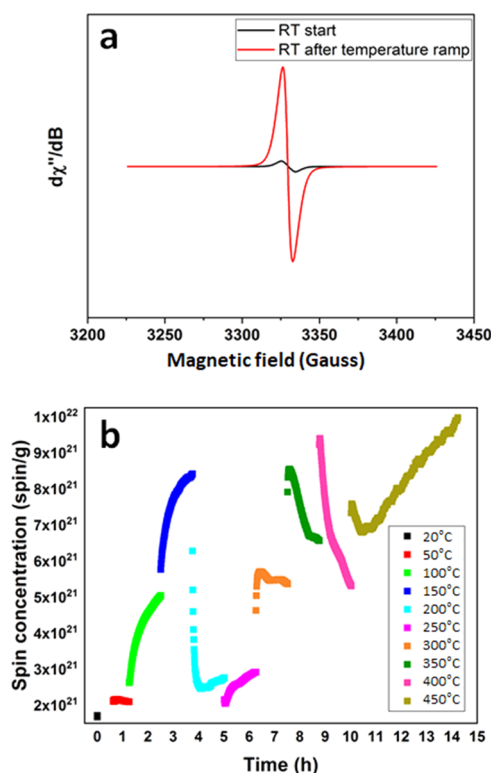 a
RT start
RT after temperature ramp
dχ"/dB
3200 3250 3300 3350 3400 3450
Magnetic field (Gauss)
b
Spin concentration (spin/g)
1x10²²
9x10²¹
8x10²¹
7x10²¹
6x10²¹
5x10²¹
4x10²¹
3x10²¹
2x10²¹
20°C
50°C
100°C
150°C
200°C
250°C
300°C
350°C
400°C
450°C
0 1 2 3 4 5 6 7 8 9 10 11 12 13 14 15
Time (h)